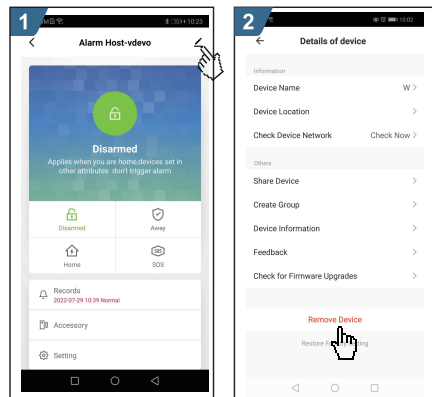 1
10:23
Alarm Host-vdevo
Disarmed
Applies when you are home,devices set in
other attributes don't trigger alarm
Disarmed
Away
Home
SOS
SOS
Records
2022-07-29 10:39 Normal
Accessory
Setting
2
10:02
Details of device
Information
Device Name W
Device Location
Check Device Network Check Now
Others
Share Device
Create Group
Device Information
Feedback
Check for Firmware Upgrades
Remove Device
Restore